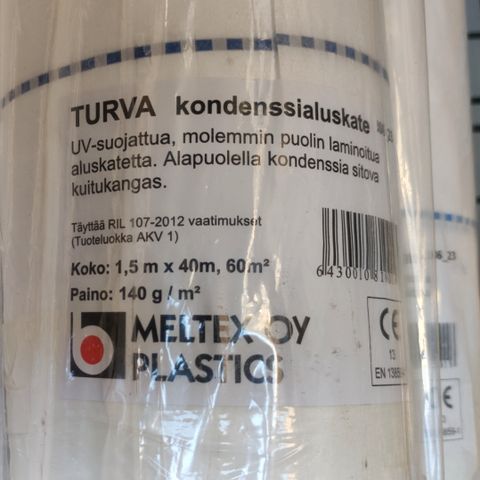 TURVA kondenssialuskate
UV-suojattua, molemmin puolin laminoitua
aluskatetta. Alapuolella kondenssia sitova
kuitukangas.
Täyttää RIL 107-2012 vaatimukset
(Tuoteluokka AKV 1)
Koko: 1,5 m x 40m, 60m²
Paino: 140 g / m²
MELTEX OY
PLASTICS
CE
13